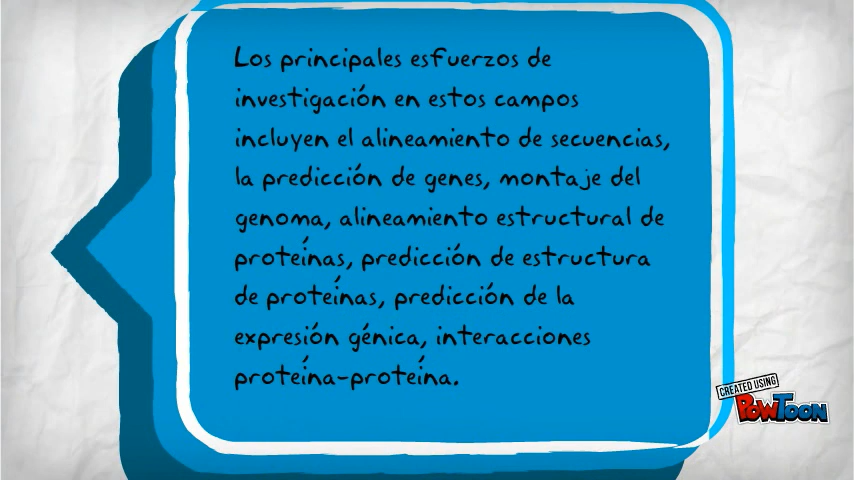 Los principales esfuerzos de
investigación en estos campos
incluyen el alineamiento de secuencias,
la predicción de genes, montaje del
genoma, alineamiento estructural de
proteínas, predicción de estructura
de proteínas, predicción de la
expresión génica, interacciones
proteína-proteína.
CREATED USING
POWTOON